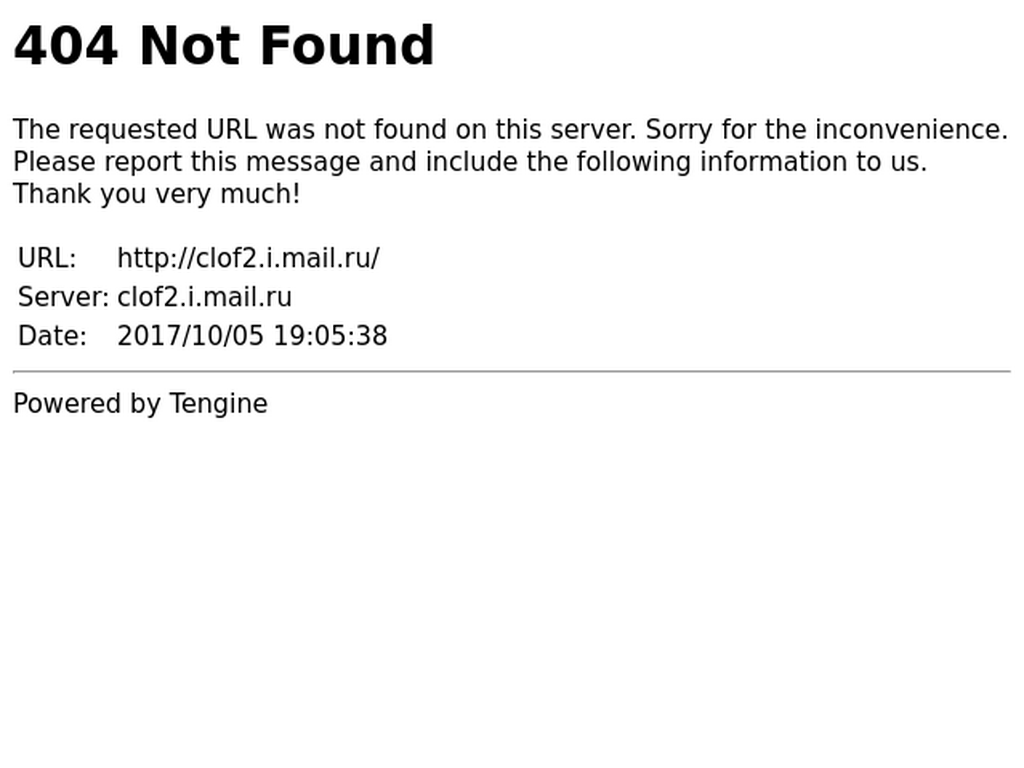 404 Not Found
The requested URL was not found on this server. Sorry for the inconvenience.
Please report this message and include the following information to us.
Thank you very much!
URL: http://clof2.i.mail.ru/
Server: clof2.i.mail.ru
Date: 2017/10/05 19:05:38
Powered by Tengine